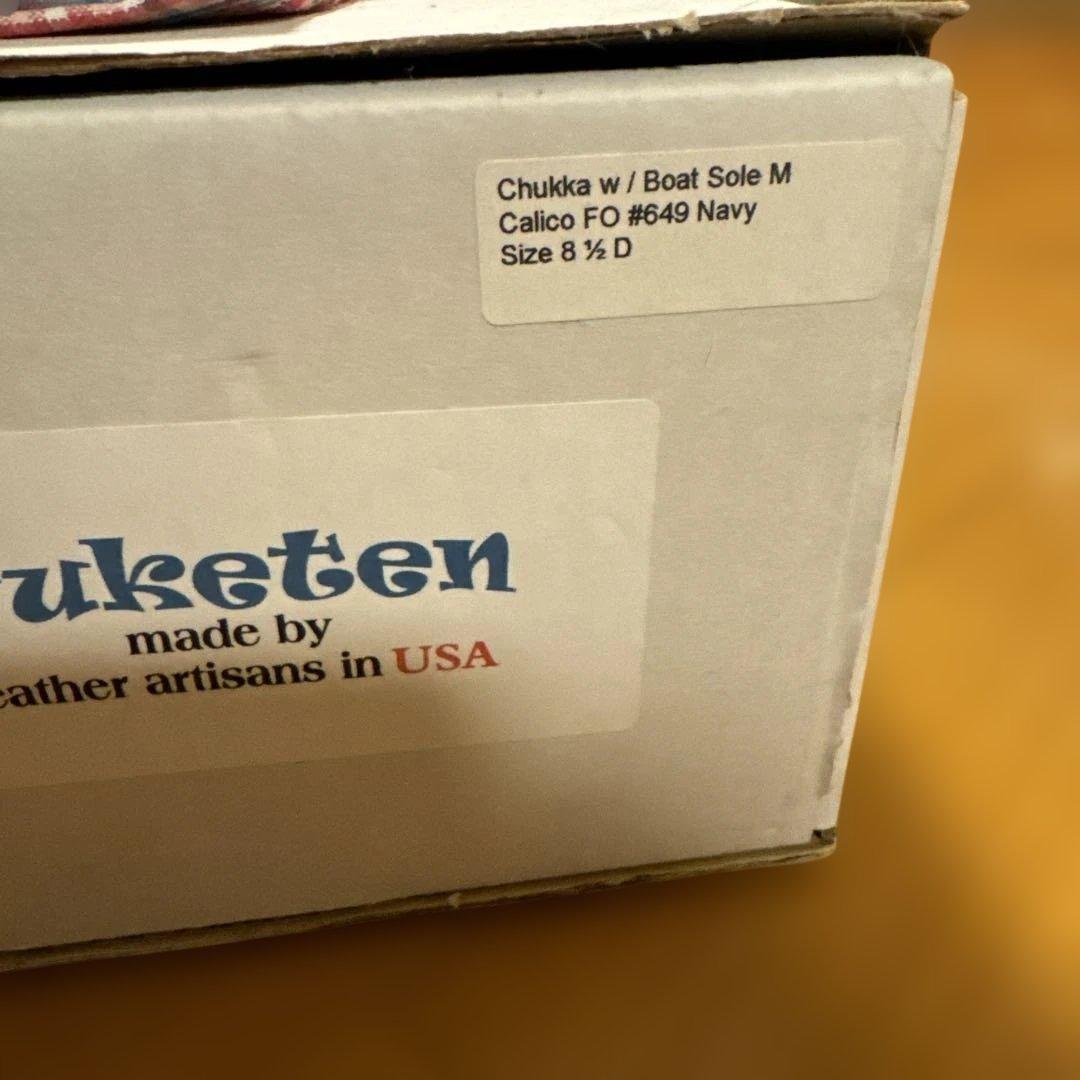 Chukka w / Boat Sole M
Calico FO #649 Navy
Size 8 ½ D
uketen
made by
eather artisans in USA